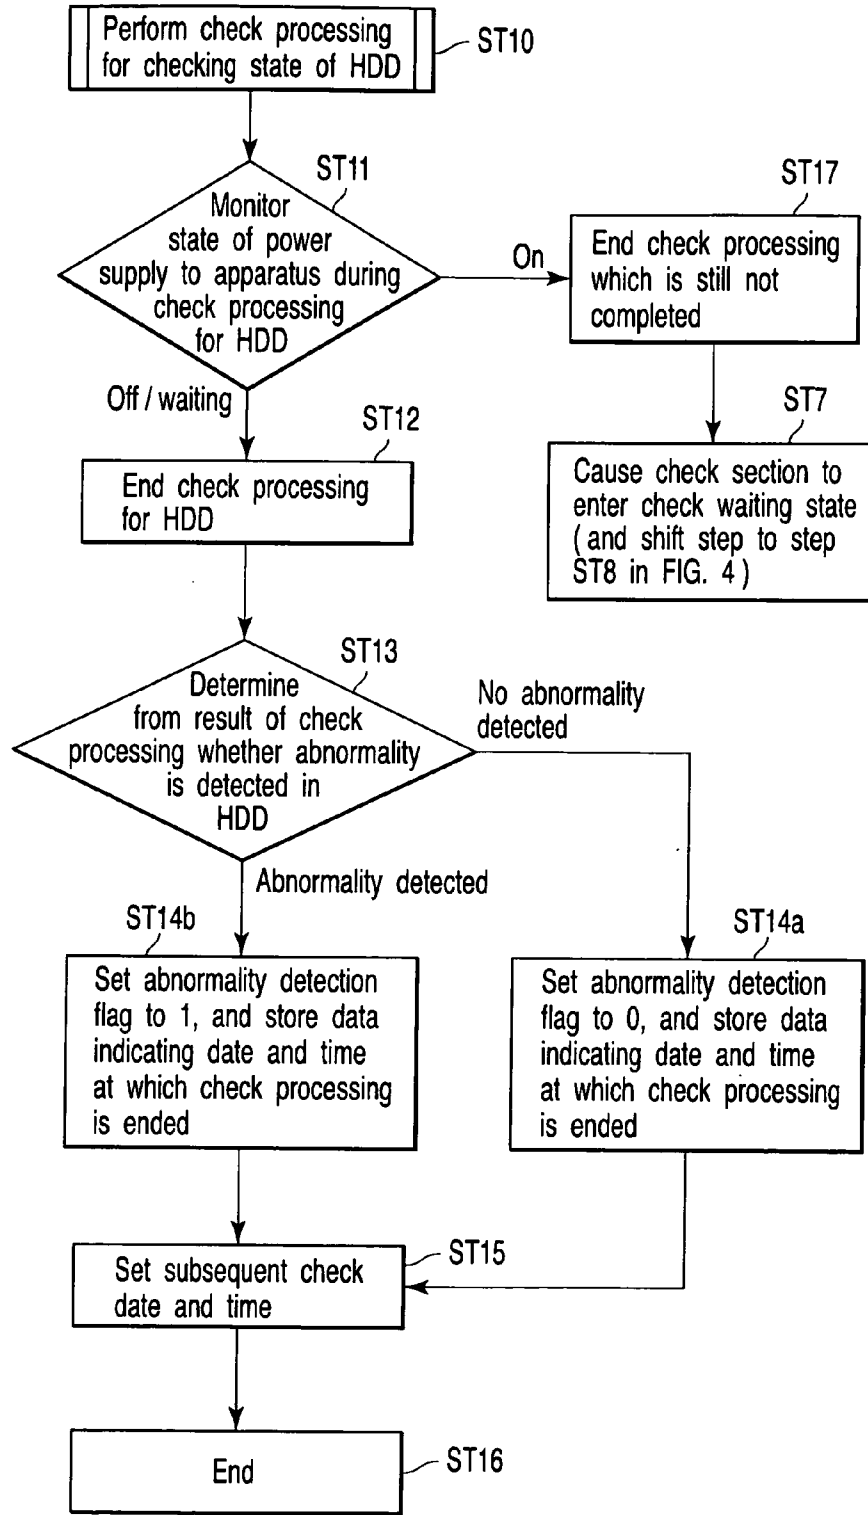 Perform check processing
for checking state of HDD
ST10
ST11
Monitor
state of power
supply to apparatus during
check processing
for HDD
On
ST17
End check processing
which is still not
completed
Off / waiting
ST12
End check processing
for HDD
ST7
Cause check section to
enter check waiting state
( and shift step to step
ST8 in FIG. 4 )
ST13
Determine
from result of check
processing whether abnormality
is detected in
HDD
No abnormality
detected
Abnormality detected
ST14b
Set abnormality detection
flag to 1, and store data
indicating date and time
at which check processing
is ended
ST14a
Set abnormality detection
flag to 0, and store data
indicating date and time
at which check processing
is ended
ST15
Set subsequent check
date and time
End
ST16